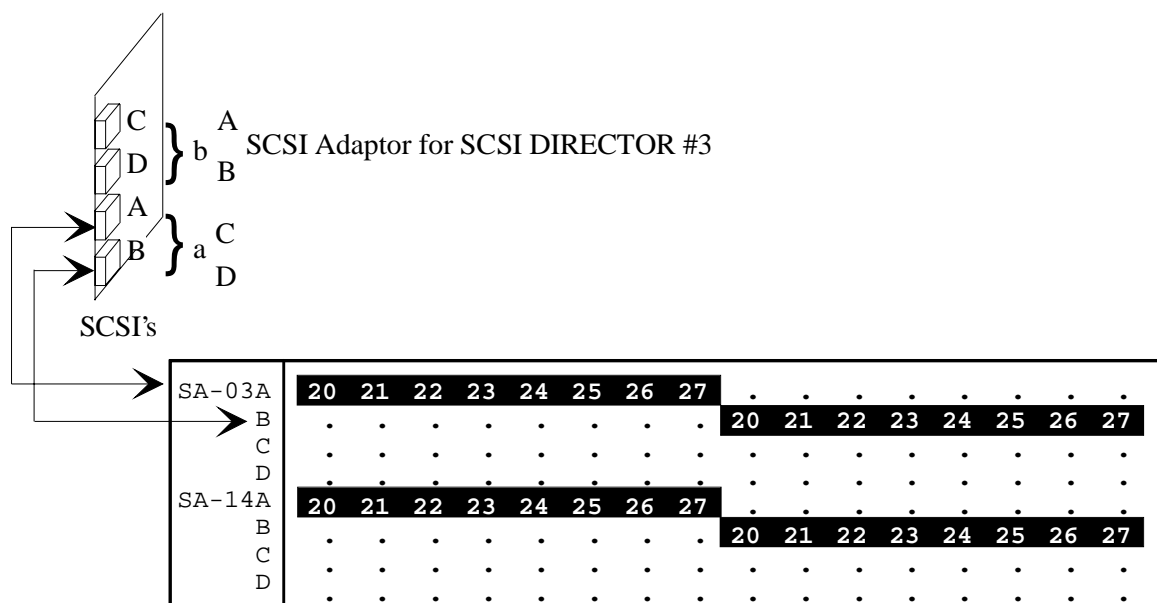 C
D
A
B
} b
} a
A
B
C
D
SCSI Adaptor for SCSI DIRECTOR #3
SCSI's
SA-03A 20 21 22 23 24 25 26 27 . . . . . . . .
B . . . . . . . . 20 21 22 23 24 25 26 27
C . . . . . . . . . . . . . . . .
D . . . . . . . . . . . . . . . .
SA-14A 20 21 22 23 24 25 26 27 . . . . . . . .
B . . . . . . . . 20 21 22 23 24 25 26 27
C . . . . . . . . . . . . . . . .
D . . . . . . . . . . . . . . . .